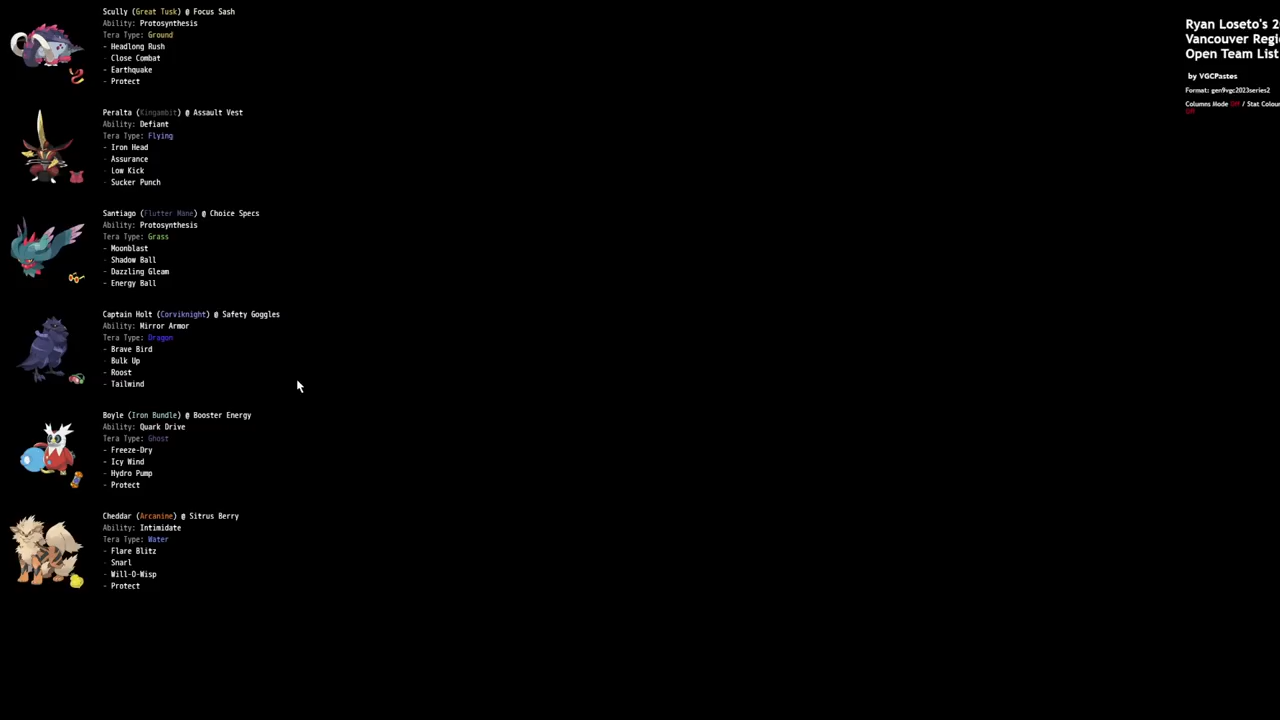 Scully (Great Tusk) @ Focus Sash
Ability: Protosynthesis
Tera Type: Ground
- Headlong Rush
- Close Combat
- Earthquake
- Protect
Peralta (Kingambit) @ Assault Vest
Ability: Defiant
Tera Type: Flying
- Iron Head
- Assurance
- Low Kick
- Sucker Punch
Santiago (Flutter Mane) @ Choice Specs
Ability: Protosynthesis
Tera Type: Grass
- Moonblast
- Shadow Ball
- Dazzling Gleam
- Energy Ball
Captain Holt (Corviknight) @ Safety Goggles
Ability: Mirror Armor
Tera Type: Dragon
- Brave Bird
- Bulk Up
- Roost
- Tailwind
Boyle (Iron Bundle) @ Booster Energy
Ability: Quark Drive
Tera Type: Ghost
- Freeze-Dry
- Icy Wind
- Hydro Pump
- Protect
Cheddar (Arcanine) @ Sitrus Berry
Ability: Intimidate
Tera Type: Water
- Flare Blitz
- Snarl
- Will-O-Wisp
- Protect
Ryan Loseto's 2
Vancouver Regi
Open Team List
by VGCPastes
Format: gen9vgc2023series2
Columns Mode Off / Stat Colou
Off